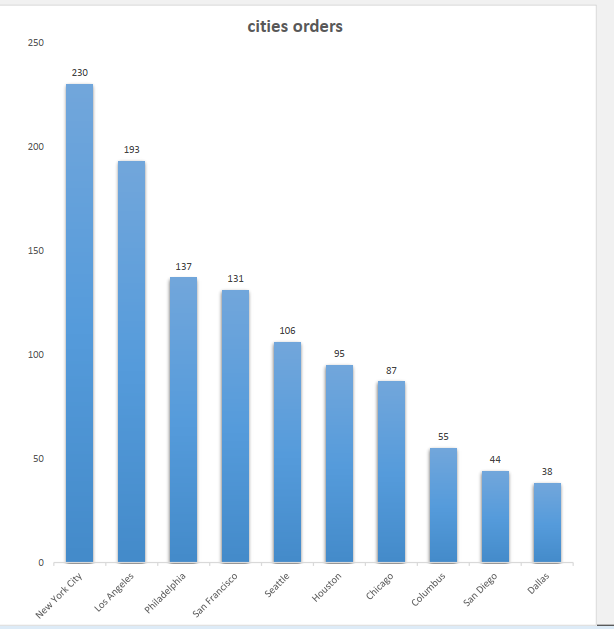 cities orders
250
200
150
100
50
0
230
193
137
131
106
95
87
55
44
38
New York City
Los Angeles
Philadelphia
San Francisco
Seattle
Houston
Chicago
Columbus
San Diego
Dallas